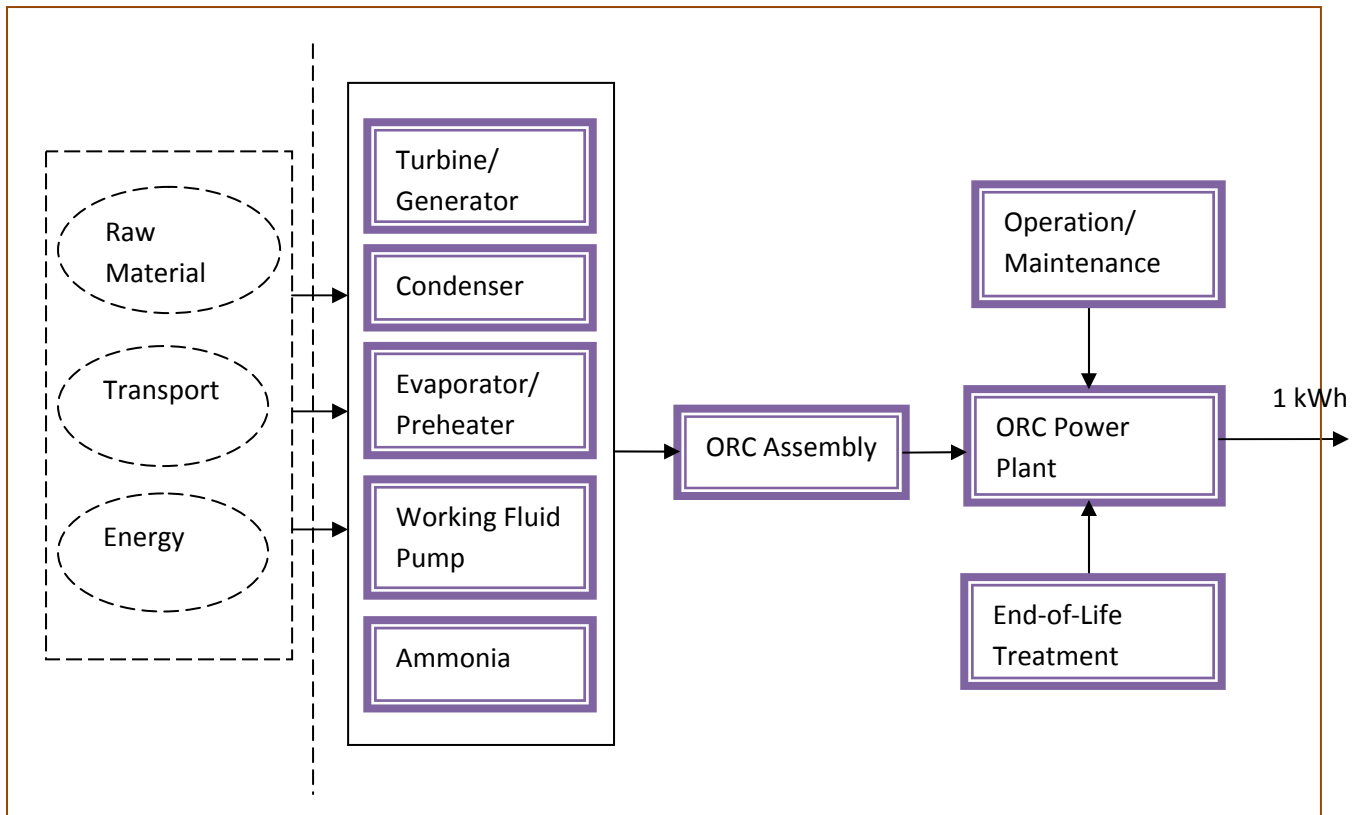 Raw
Material
Transport
Energy
Turbine/
Generator
Condenser
Evaporator/
Preheater
Working Fluid
Pump
Ammonia
ORC Assembly
Operation/
Maintenance
ORC Power
Plant
End-of-Life
Treatment
1 kWh